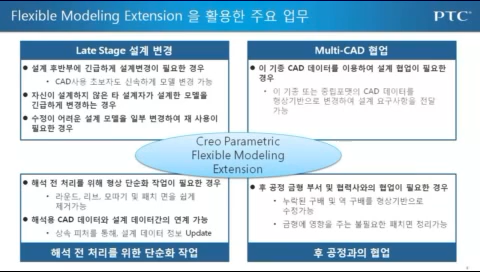 Flexible Modeling Extension 을 활용한 주요 업무
PTC
Late Stage 설계 변경
• 설계 후반부에 긴급하게 설계변경이 필요한 경우
• CAD사용 초보자도 신속하게 모델 변경 가능
• 자신이 설계하지 않은 타 설계자가 설계한 모델을
긴급하게 변경하는 경우
• 수정이 어려운 설계 모델을 일부 변경하여 재 사용이
필요한 경우
Multi-CAD 협업
• 이 기종 CAD 데이터를 이용하여 설계 협업이 필요한
경우
• 이 기종 또는 중립포맷의 CAD 데이터를
형상기반으로 변경하여 설계 요구사항을 전달
가능
Creo Parametric
Flexible Modeling
Extension
• 해석 전 처리를 위해 형상 단순화 작업이 필요한 경우
• 라운드, 리브, 모따기 및 패치 면을 쉽게
제거가능
• 해석용 CAD 데이터와 설계 데이터간의 연계 가능
• 상속 피처를 통해, 설계 데이터 정보 Update
해석 전 처리를 위한 단순화 작업
• 후 공정 금형 부서 및 협력사와의 협업이 필요한 경우
• 누락된 구배 및 역 구배를 형상기반으로
수정가능
• 금형에 영향을 주는 불필요한 패치면 정리가능
후 공정과의 협업